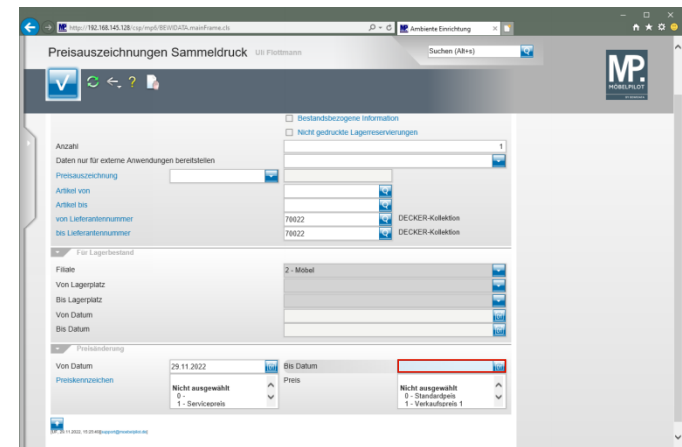 http://192.168.145.128/csp/mp6/BEWIDATA.mainFrame.cls
Ambiente Einrichtung
Preisauszeichnungen Sammeldruck Uli Flottmann
Suchen (Alt+s)
MP.
MÖBELPILOT
Bestandsbezogene Information
Nicht gedruckte Lagerreservierungen
Anzahl 1
Daten nur für externe Anwendungen bereitstellen
Preisauszeichnung
Artikel von
Artikel bis
von Lieferantennummer 70022 DECKER-Kollektion
bis Lieferantennummer 70022 DECKER-Kollektion
Für Lagerbestand
Filiale 2 - Möbel
Von Lagerplatz
Bis Lagerplatz
Von Datum
Bis Datum
Preisänderung
Von Datum 29.11.2022 Bis Datum
Preiskennzeichen Nicht ausgewählt Preis Nicht ausgewählt
0 - 0 - Standardpeis
1 - Servicepreis 1 - Verkaufspreis 1